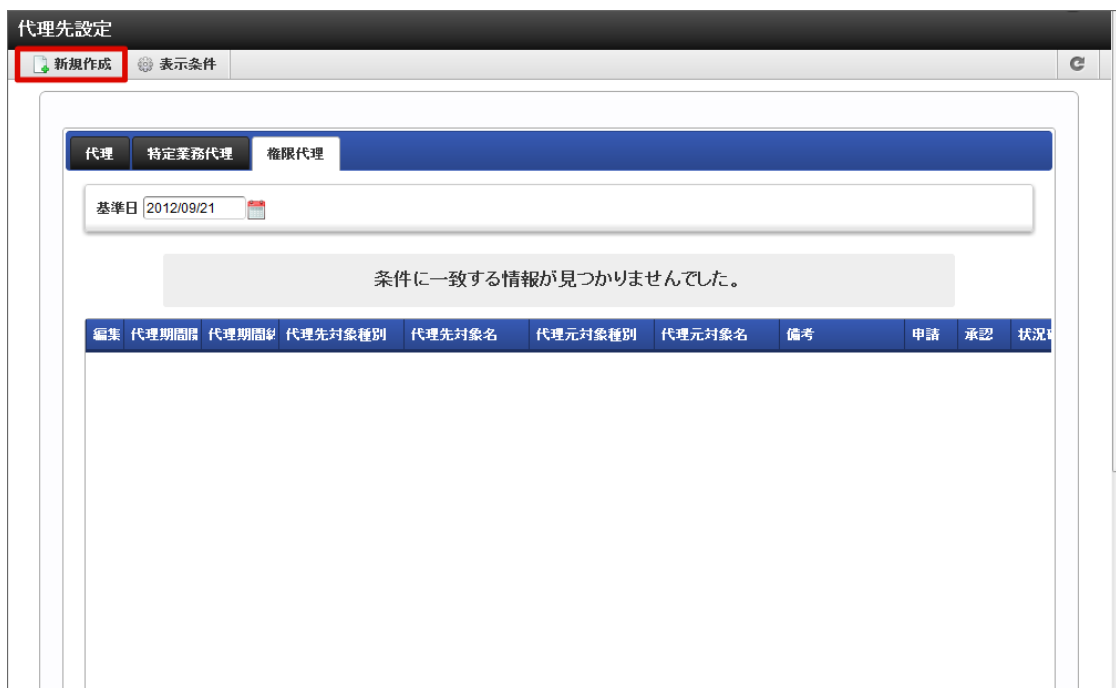 代理先設定
新規作成 表示条件
代理 特定業務代理 権限代理
基準日 2012/09/21
条件に一致する情報が見つかりませんでした。
編集 代理期間開 代理期間終 代理先対象種別 代理先対象名 代理元対象種別 代理元対象名 備考 申請 承認 状況